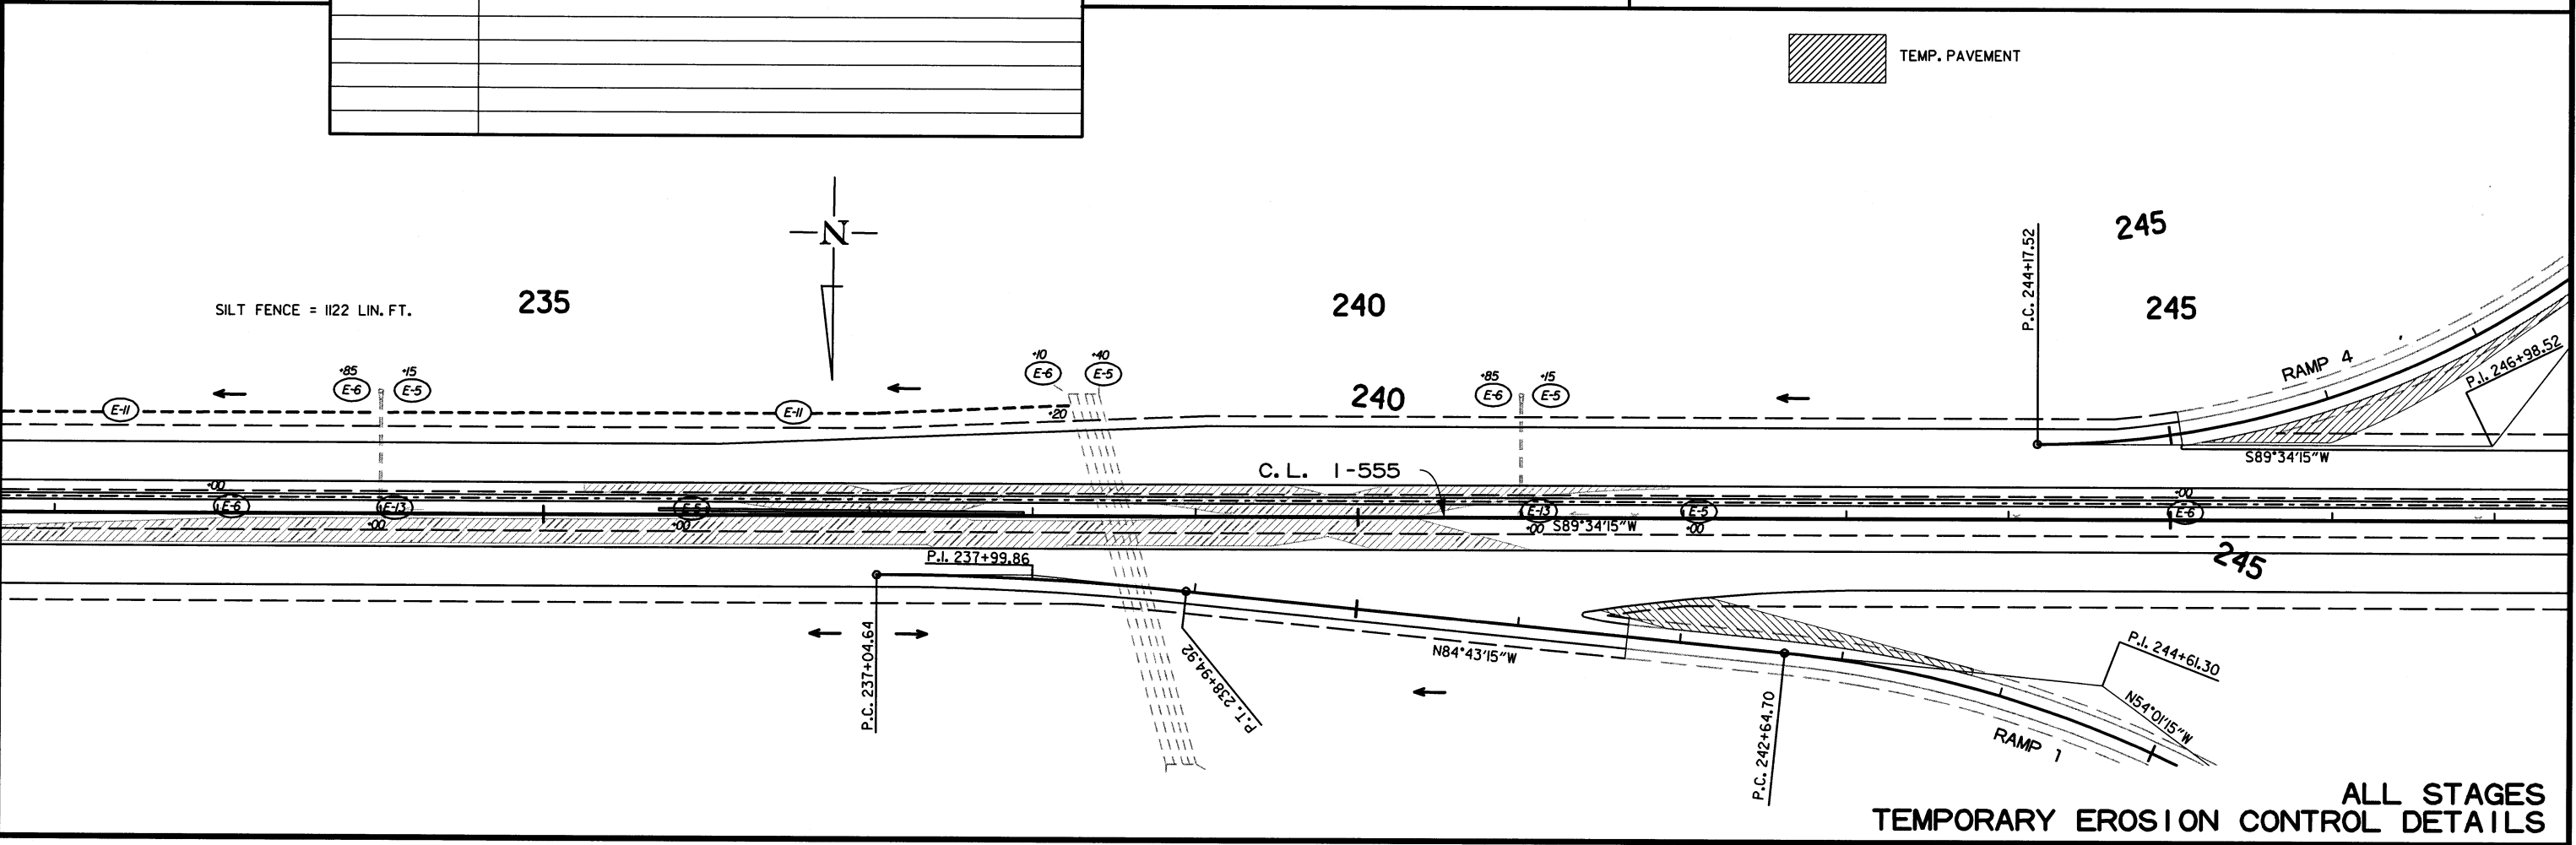 TEMP. PAVEMENT
N
245
P.C. 244+17.52
235
240
245
SILT FENCE = 1122 LIN. FT.
+85 +15
E-6 E-5
+10 +40
E-6 E-5
+85 +15
E-6 E-5
RAMP 4
P.I. 246+98.52
E-11
E-11
+20
240
S89°34'15"W
C.L. I-555
+00
+00
E-6
E-13
E-5
E-13
E-5
E-6
+00
+00
+00
S89°34'15"W
+00
245
P.I. 237+99.86
P.C. 237+04.64
P.T. 238+94.92
N84°43'15"W
P.I. 244+61.30
P.C. 242+64.70
N54°01'15"W
RAMP 1
ALL STAGES
TEMPORARY EROSION CONTROL DETAILS